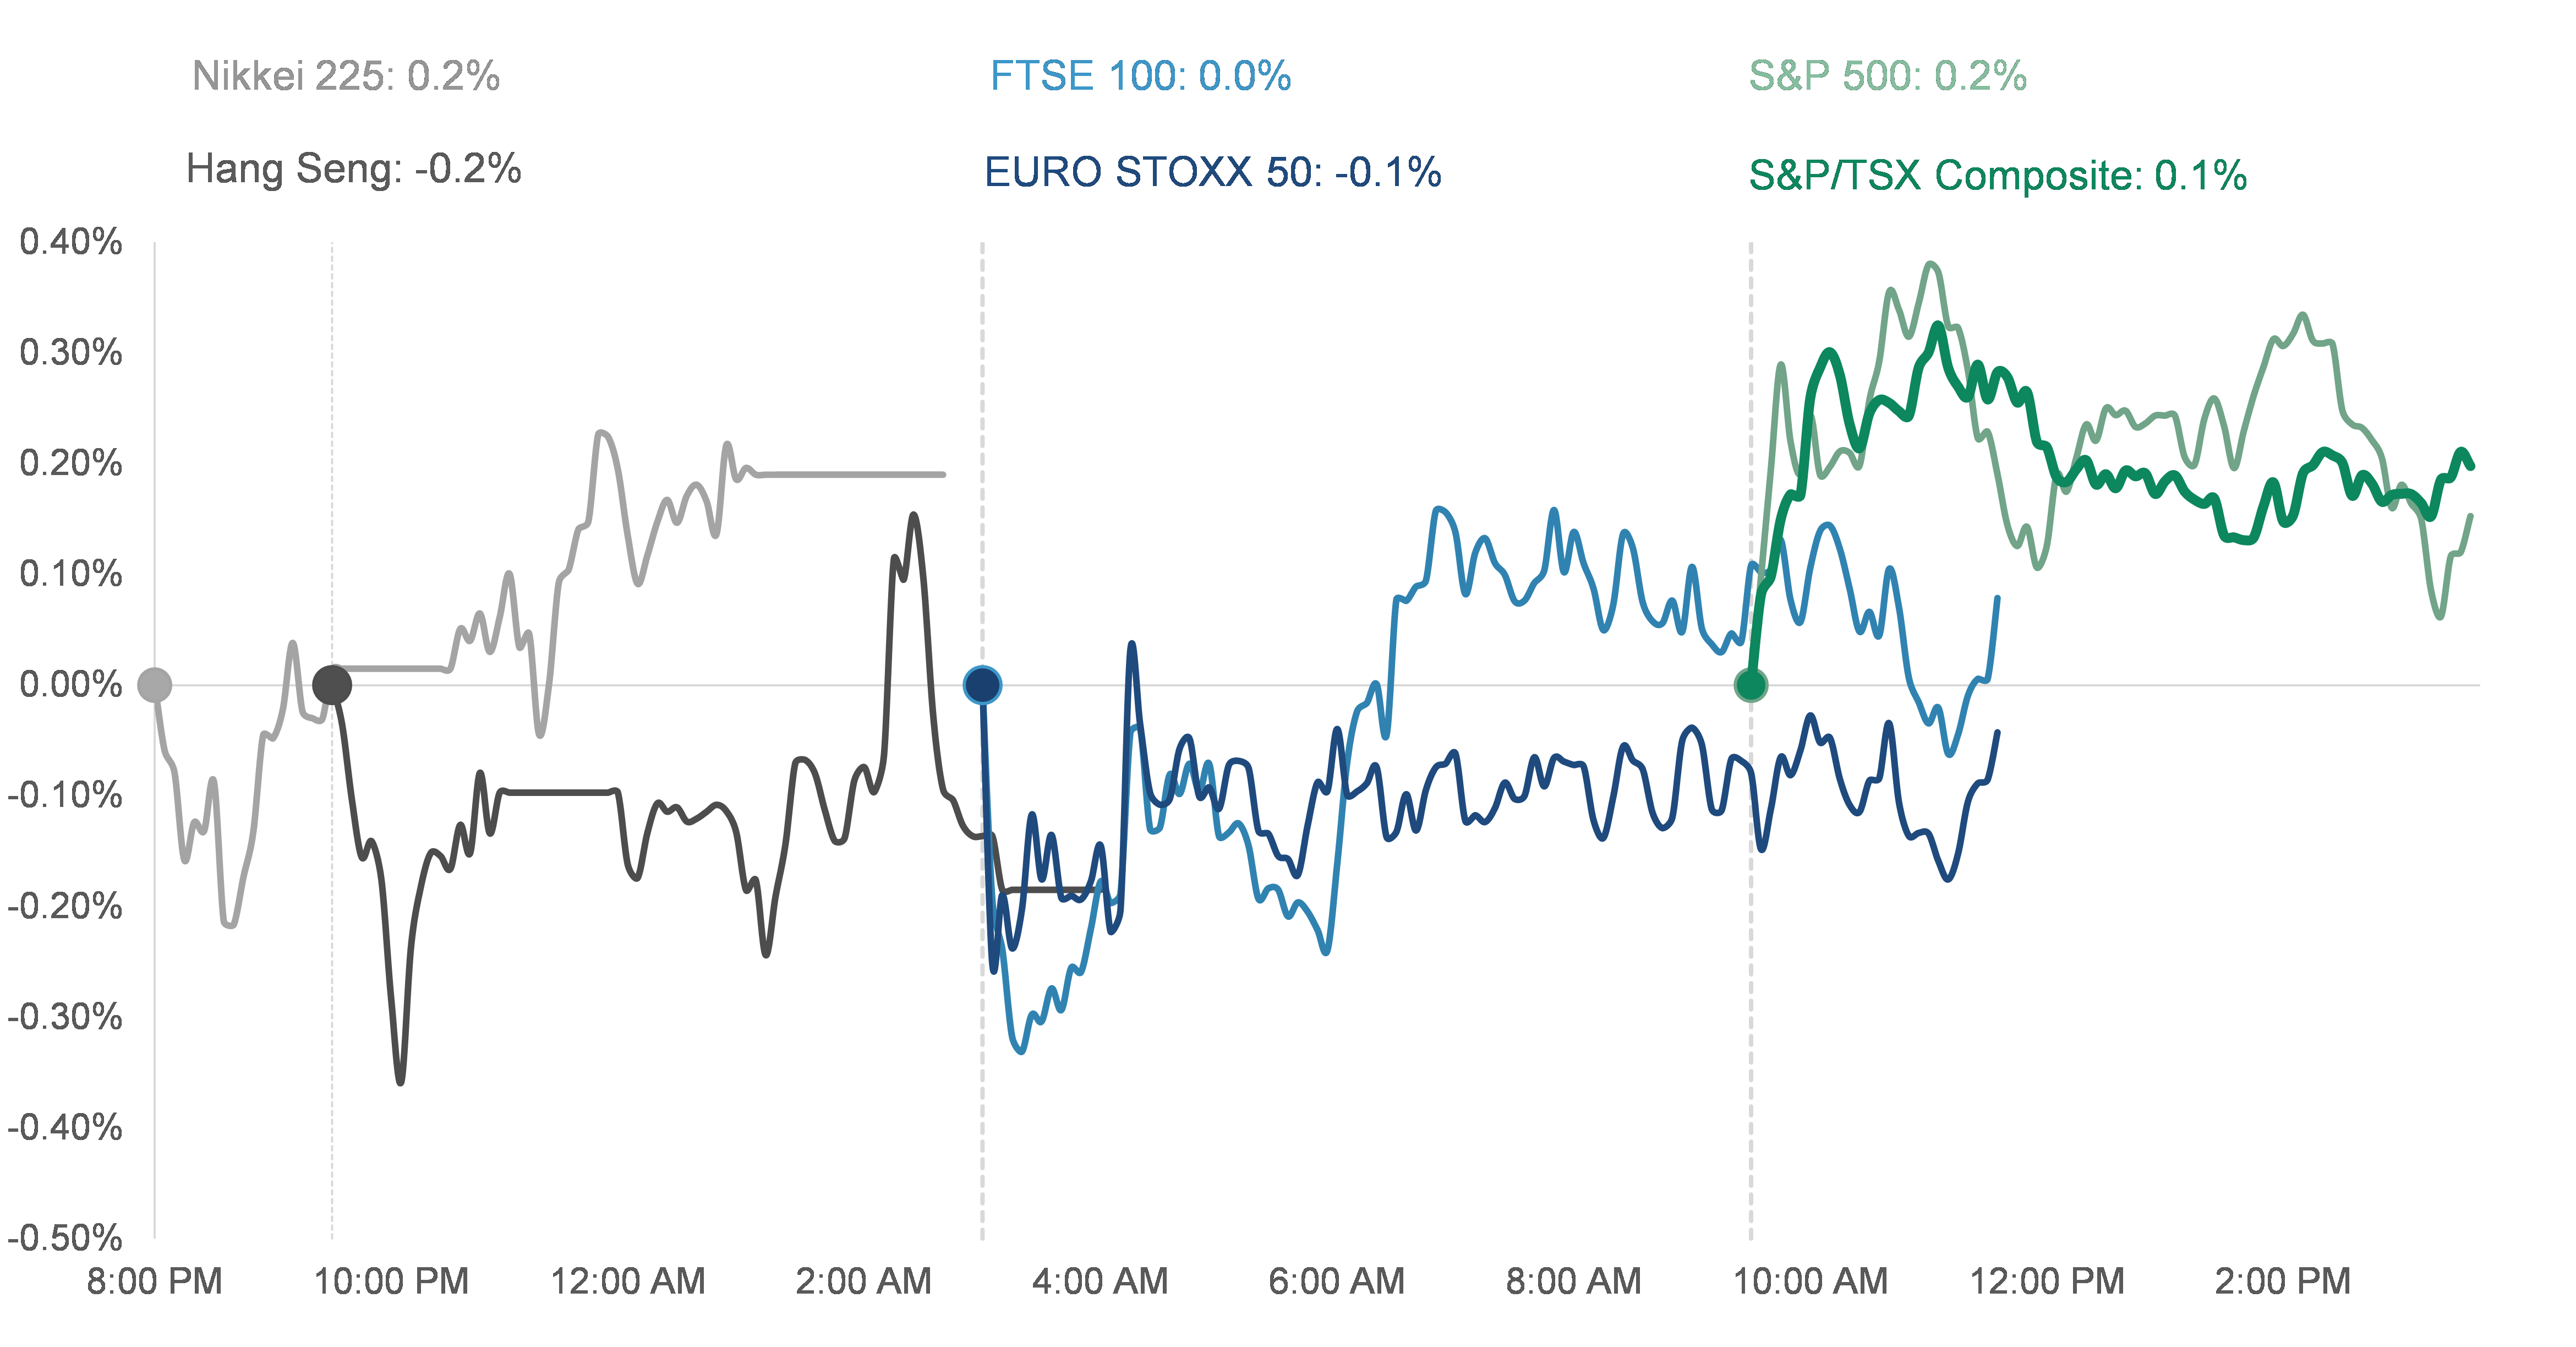 Nikkei 225: 0.2%
FTSE 100: 0.0%
S&P 500: 0.2%
Hang Seng: -0.2%
EURO STOXX 50: -0.1%
S&P/TSX Composite: 0.1%
0.40%
0.30%
0.20%
0.10%
0.00%
-0.10%
-0.20%
-0.30%
-0.40%
-0.50%
8:00 PM
10:00 PM
12:00 AM
2:00 AM
4:00 AM
6:00 AM
8:00 AM
10:00 AM
12:00 PM
2:00 PM